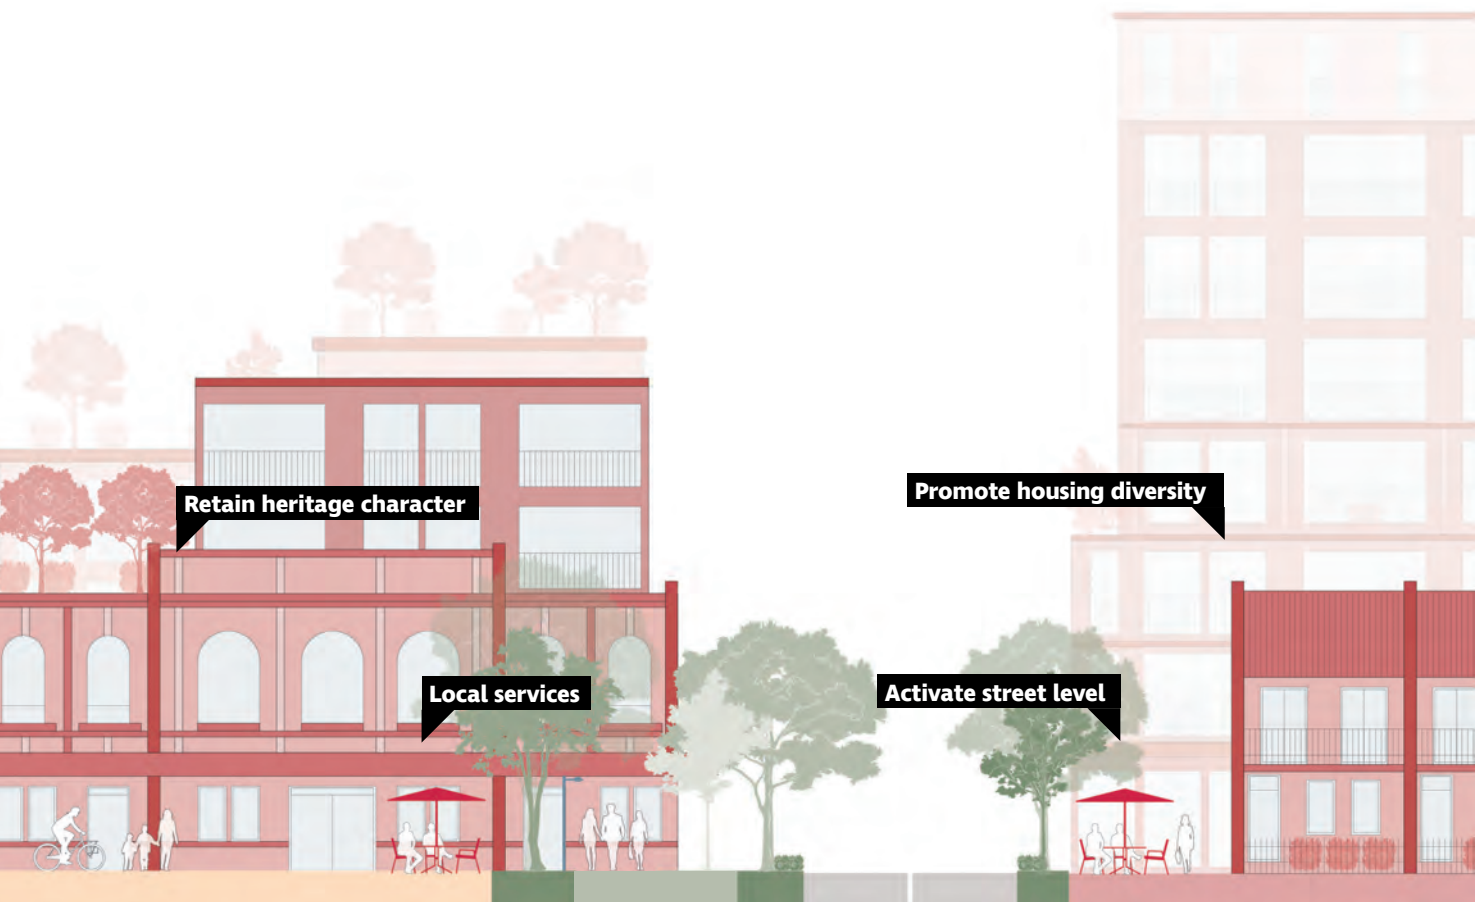 Retain heritage character
Promote housing diversity
Local services
Activate street level